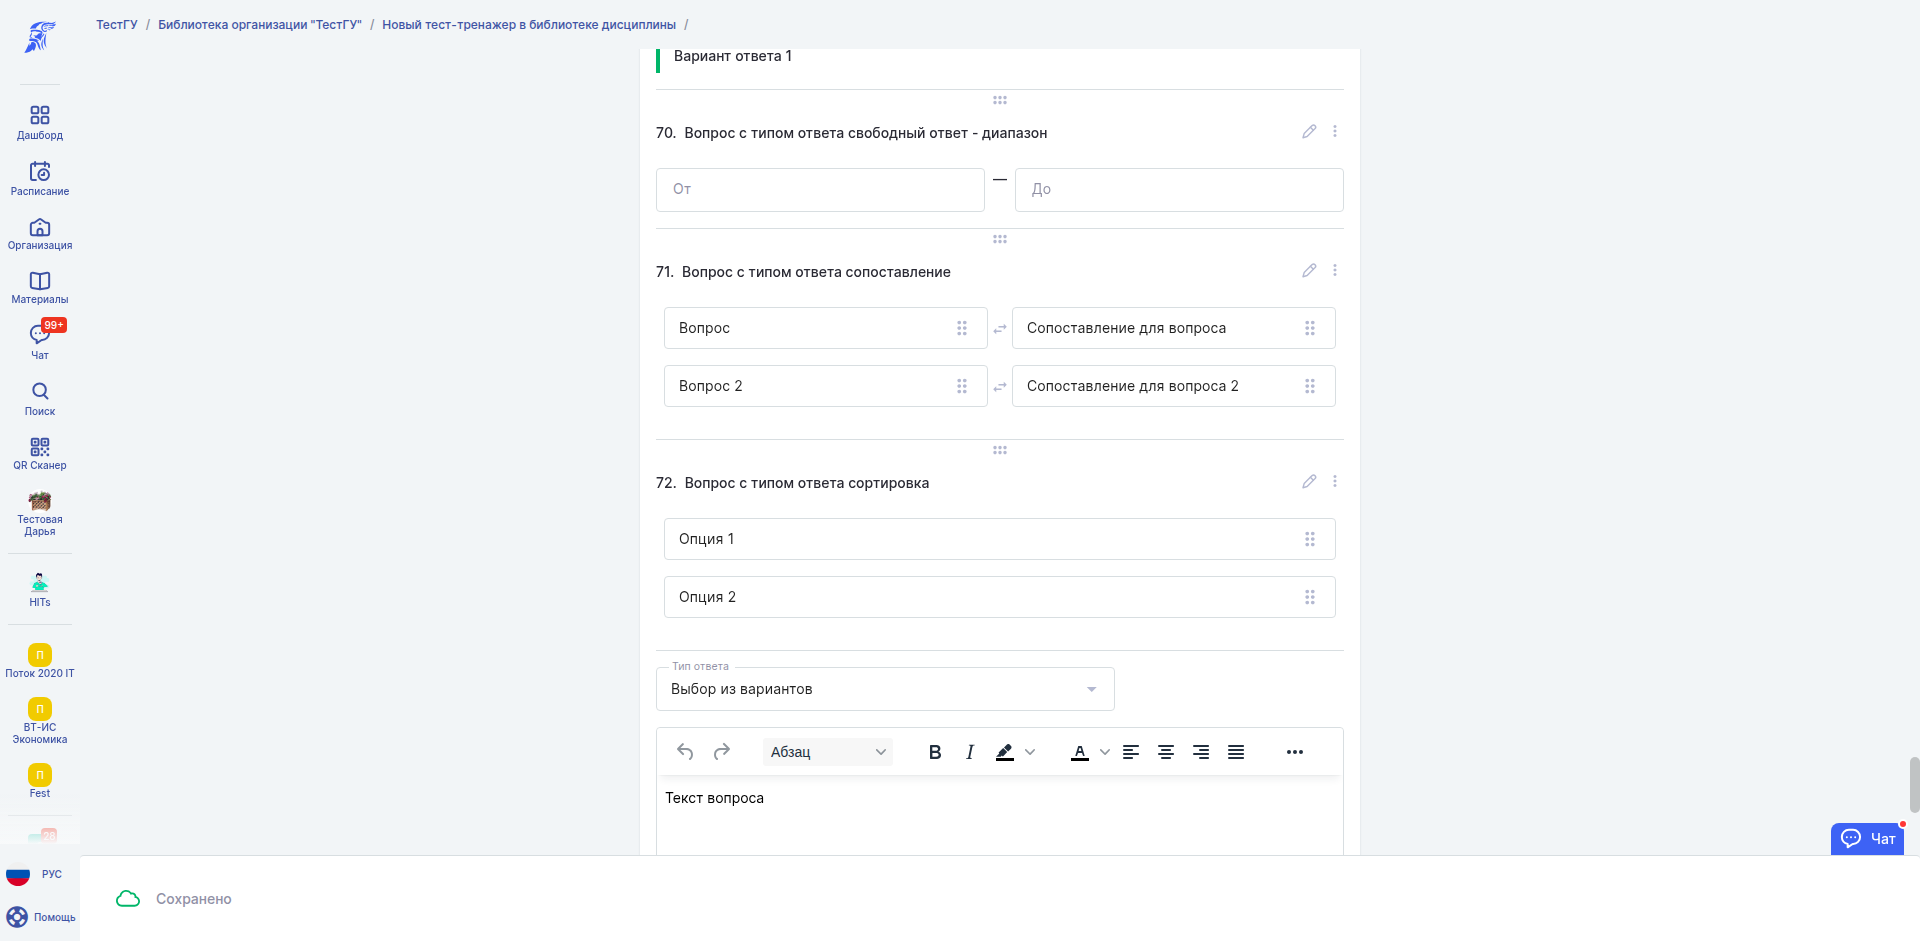 ТестГУ / Библиотека организации "ТестГУ" / Новый тест-тренажер в библиотеке дисциплины /
Дашборд
Расписание
Организация
Материалы
99+
Чат
Поиск
QR Сканер
Тестовая
Дарья
HITs
П
Поток 2020 IT
П
ВТ-ИС
Экономика
П
Fest
28
РУС
Помощь
Вариант ответа 1
70. Вопрос с типом ответа свободный ответ - диапазон
От — До
71. Вопрос с типом ответа сопоставление
Вопрос Сопоставление для вопроса
Вопрос 2 Сопоставление для вопроса 2
72. Вопрос с типом ответа сортировка
Опция 1
Опция 2
Тип ответа
Выбор из вариантов
Абзац B I A
Текст вопроса
Чат
Сохранено